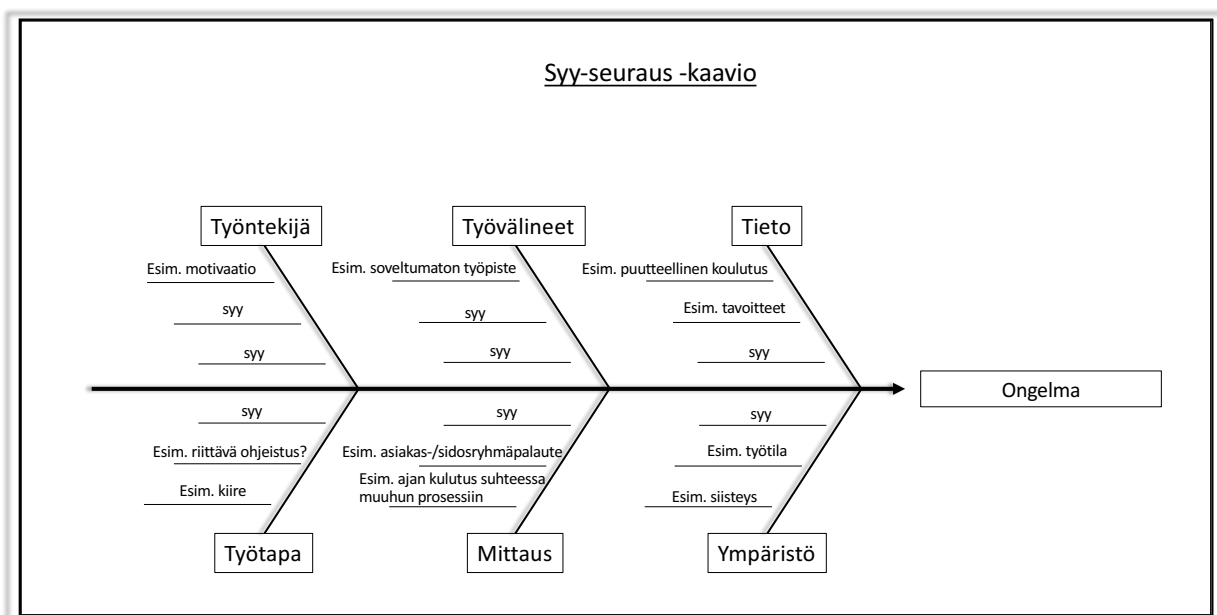 Syy-seuraus -kaavio
Työntekijä
Työvälineet
Tieto
Esim. motivaatio
Esim. soveltumaton työpiste
Esim. puutteellinen koulutus
syy
syy
Esim. tavoitteet
syy
syy
syy
Ongelma
syy
syy
syy
Esim. riittävä ohjeistus?
Esim. asiakas-/sidosryhmäpalaute
Esim. työtila
Esim. kiire
Esim. ajan kulutus suhteessa
muuhun prosessiin
Esim. siisteys
Työtapa
Mittaus
Ympäristö